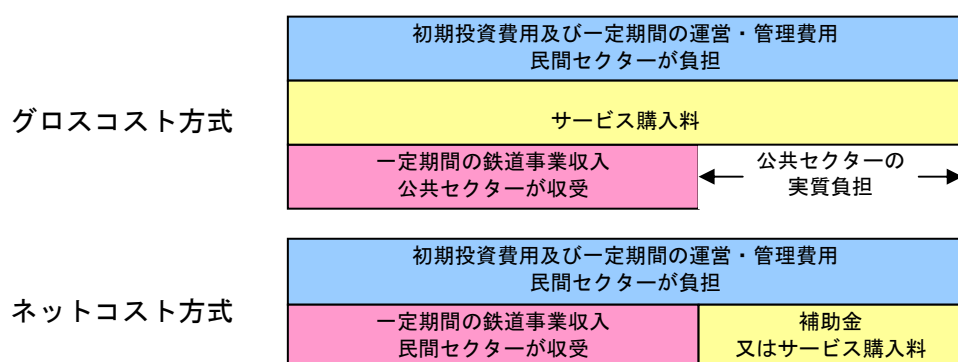 初期投資費用及び一定期間の運営・管理費用
民間セクターが負担
グロスコスト方式
サービス購入料
一定期間の鉄道事業収入
公共セクターが収受
公共セクターの
実質負担
初期投資費用及び一定期間の運営・管理費用
民間セクターが負担
ネットコスト方式
一定期間の鉄道事業収入
民間セクターが収受
補助金
又はサービス購入料